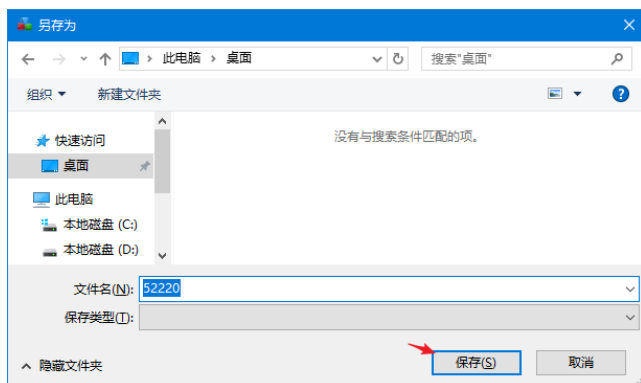 另存为
此电脑 > 桌面
搜索"桌面"
组织 新建文件夹
快速访问
没有与搜索条件匹配的项。
桌面
此电脑
本地磁盘 (C:)
本地磁盘 (D:)
文件名(N): 52220
保存类型(T):
隐藏文件夹 保存(S) 取消